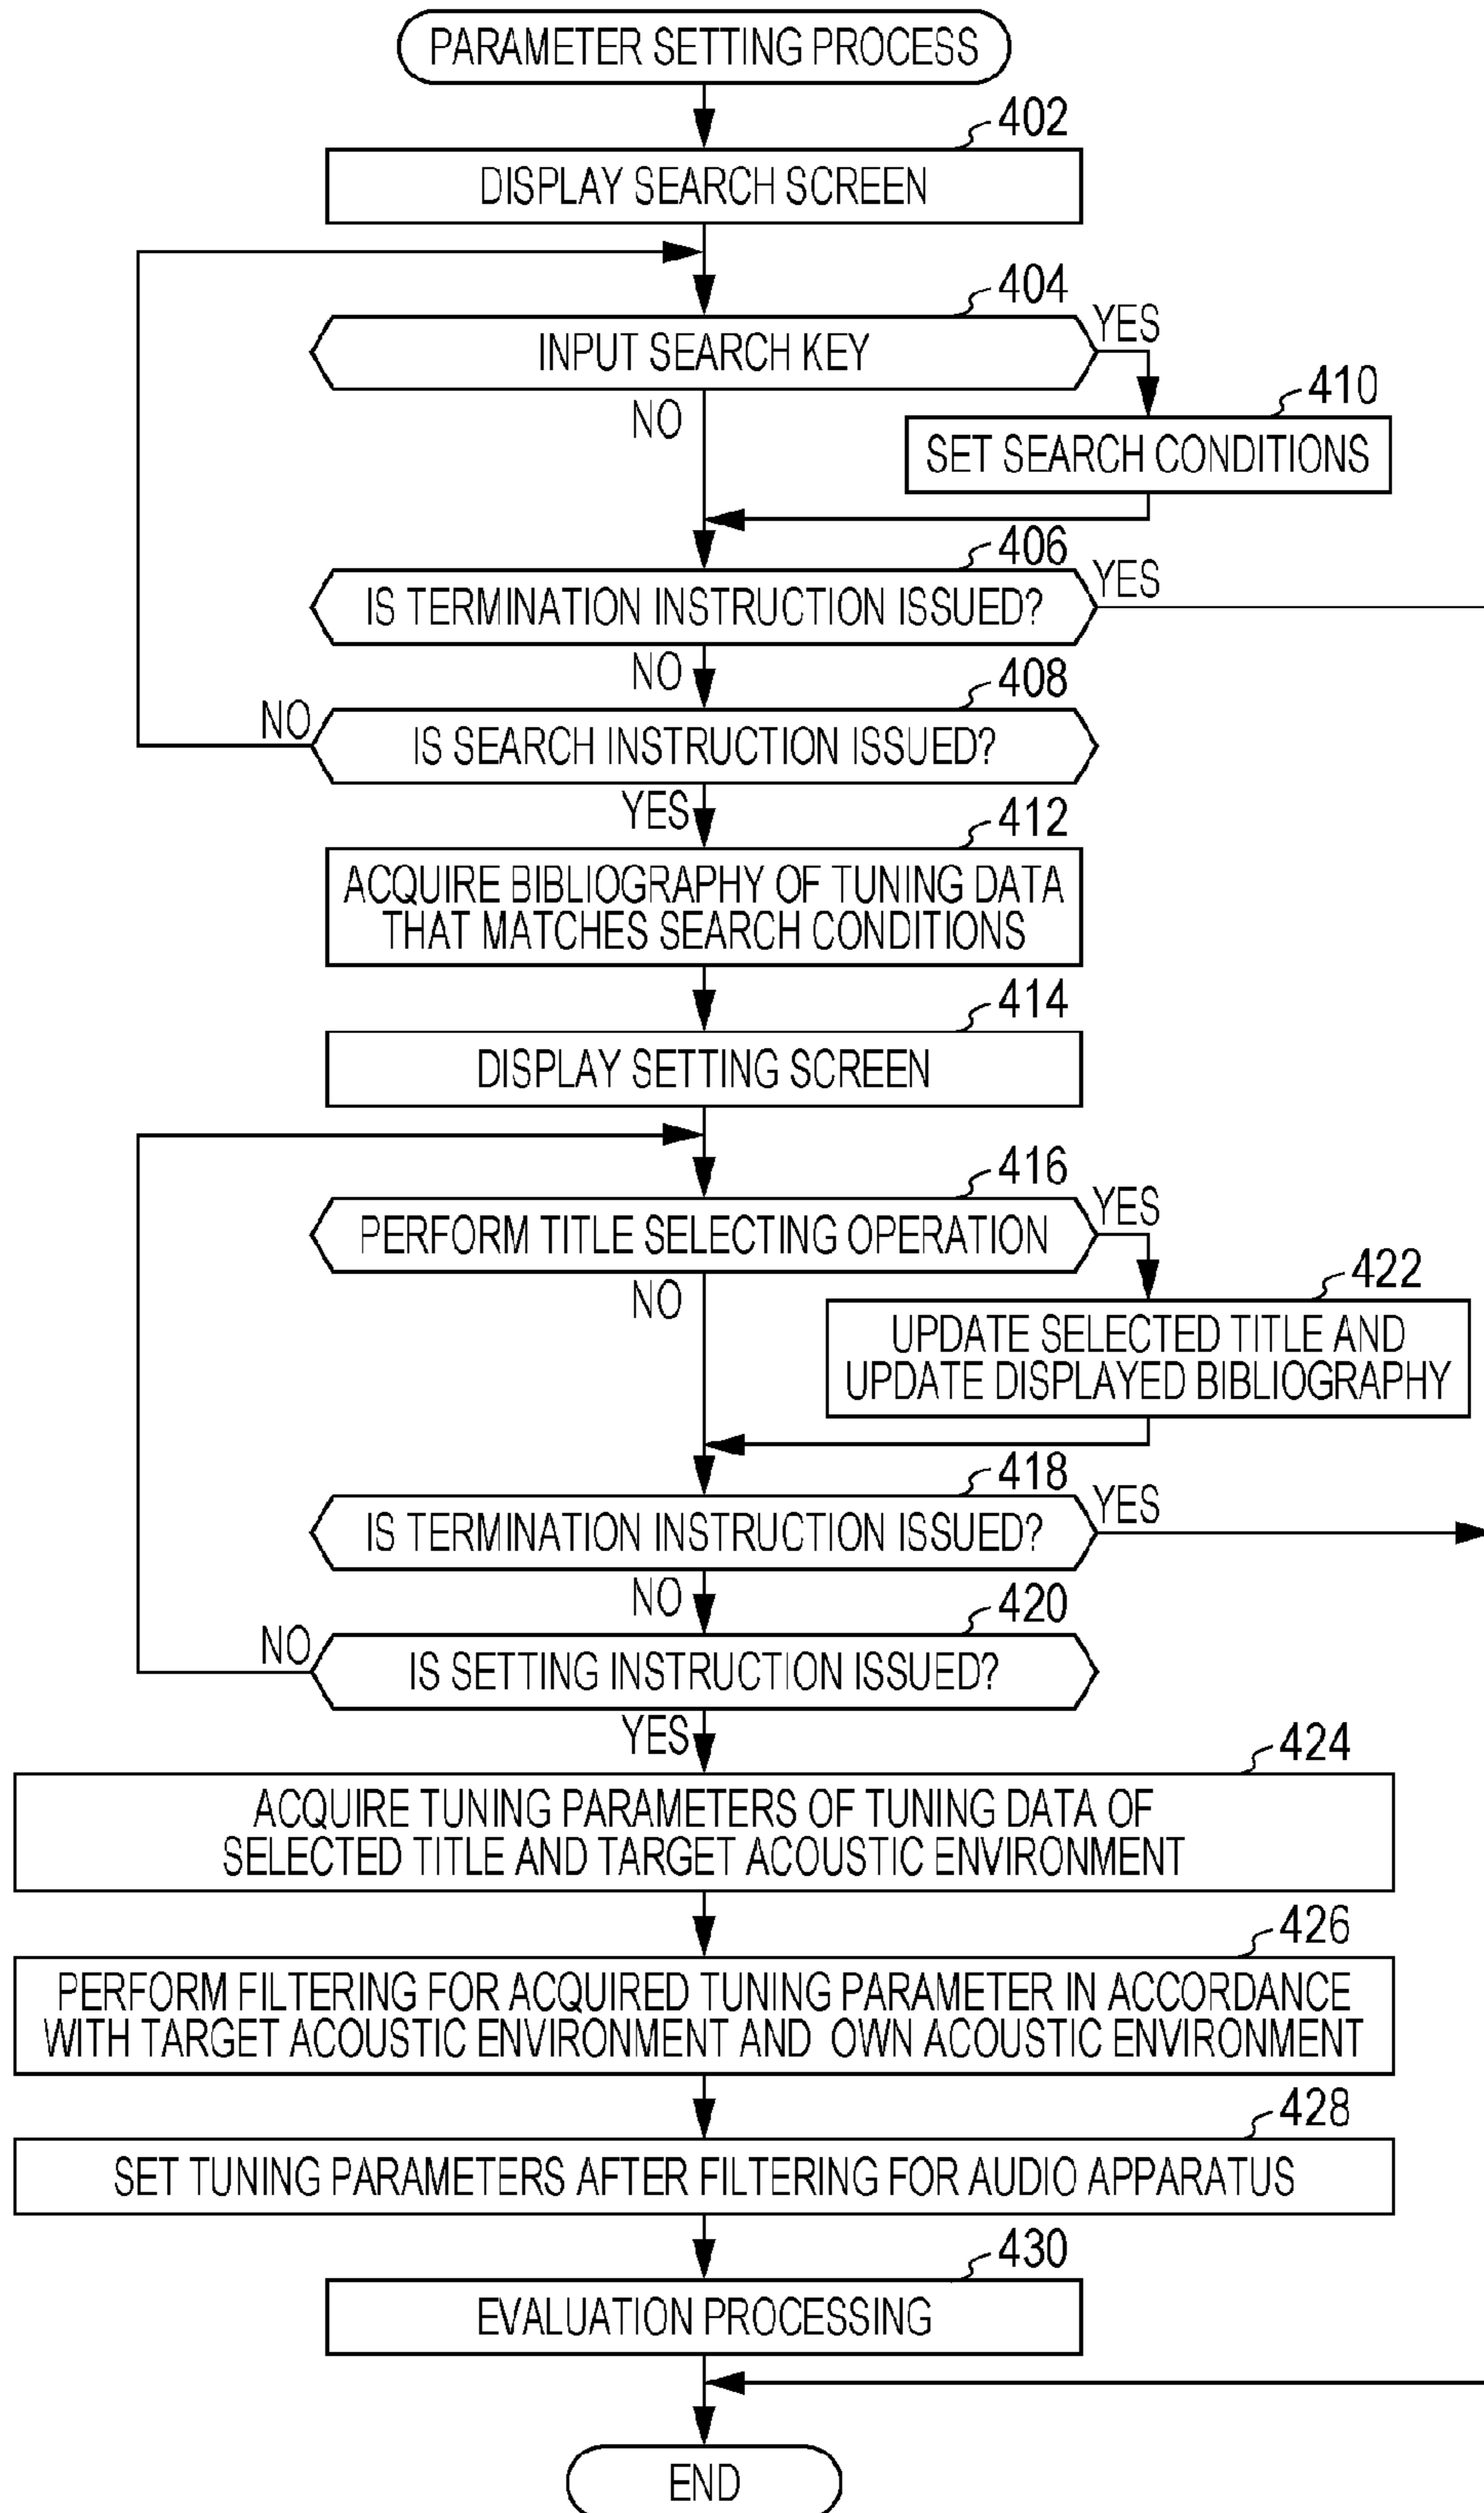 PARAMETER SETTING PROCESS
402
DISPLAY SEARCH SCREEN
404
INPUT SEARCH KEY
YES
NO
410
SET SEARCH CONDITIONS
406
IS TERMINATION INSTRUCTION ISSUED?
YES
NO
408
IS SEARCH INSTRUCTION ISSUED?
NO
YES
412
ACQUIRE BIBLIOGRAPHY OF TUNING DATA
THAT MATCHES SEARCH CONDITIONS
414
DISPLAY SETTING SCREEN
416
PERFORM TITLE SELECTING OPERATION
YES
NO
422
UPDATE SELECTED TITLE AND
UPDATE DISPLAYED BIBLIOGRAPHY
418
IS TERMINATION INSTRUCTION ISSUED?
YES
NO
420
IS SETTING INSTRUCTION ISSUED?
NO
YES
424
ACQUIRE TUNING PARAMETERS OF TUNING DATA OF
SELECTED TITLE AND TARGET ACOUSTIC ENVIRONMENT
426
PERFORM FILTERING FOR ACQUIRED TUNING PARAMETER IN ACCORDANCE
WITH TARGET ACOUSTIC ENVIRONMENT AND OWN ACOUSTIC ENVIRONMENT
428
SET TUNING PARAMETERS AFTER FILTERING FOR AUDIO APPARATUS
430
EVALUATION PROCESSING
END